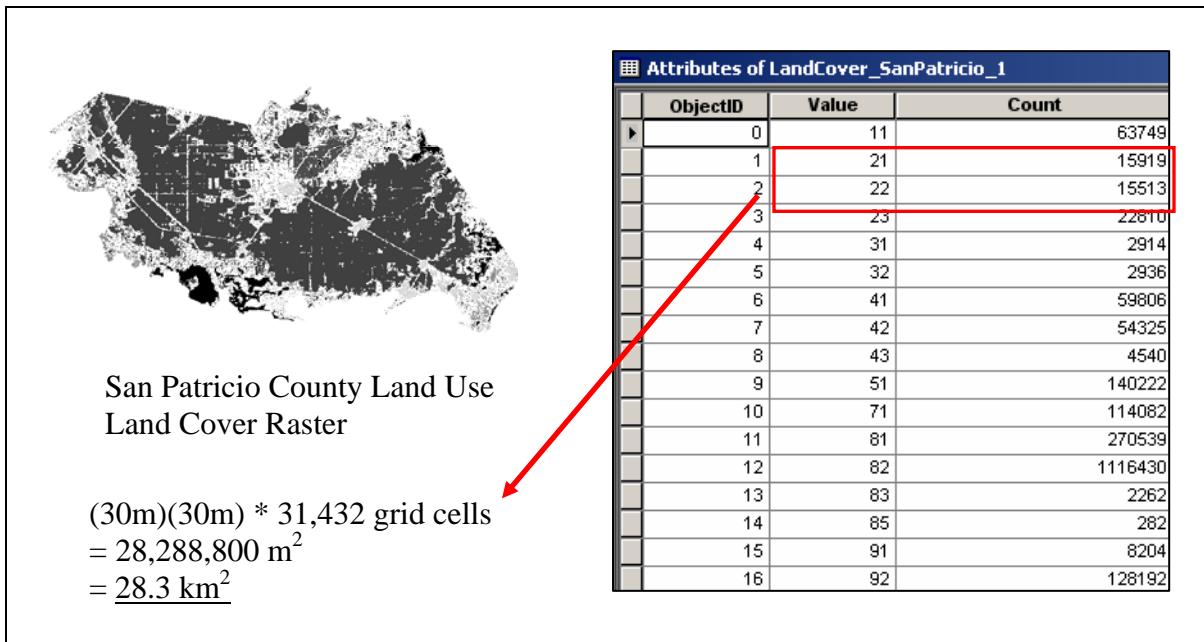 Attributes of LandCover_SanPatricio_1
ObjectID Value Count
0 11 63749
1 21 15919
2 22 15513
3 23 22810
4 31 2914
5 32 2936
6 41 59806
7 42 54325
8 43 4540
9 51 140222
10 71 114082
11 81 270539
12 82 1116430
13 83 2262
14 85 282
15 91 8204
16 92 128192
San Patricio County Land Use
Land Cover Raster
(30m)(30m) * 31,432 grid cells
= 28,288,800 m²
= 28.3 km²